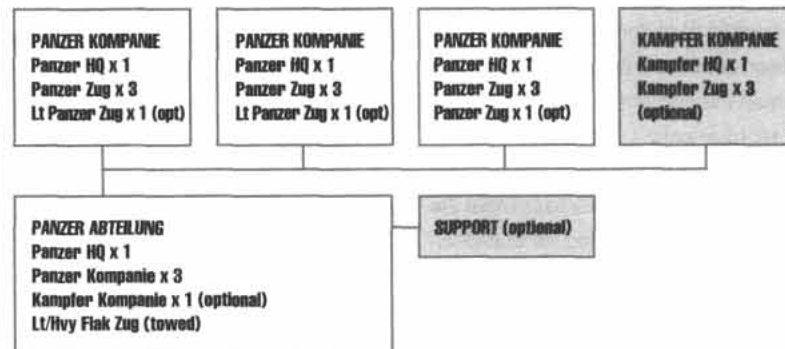 PANZER KOMPANIE
Panzer HQ x 1
Panzer Zug x 3
Lt Panzer Zug x 1 (opt)
PANZER KOMPANIE
Panzer HQ x 1
Panzer Zug x 3
Lt Panzer Zug x 1 (opt)
PANZER KOMPANIE
Panzer HQ x 1
Panzer Zug x 3
Panzer Zug x 1 (opt)
KAMPFER KOMPANIE
Kampfer HQ x 1
Kampfer Zug x 3
(optional)
PANZER ABTEILUNG
Panzer HQ x 1
Panzer Kompanie x 3
Kampfer Kompanie x 1 (optional)
Lt/Hvy Flak Zug (towed)
SUPPORT (optional)